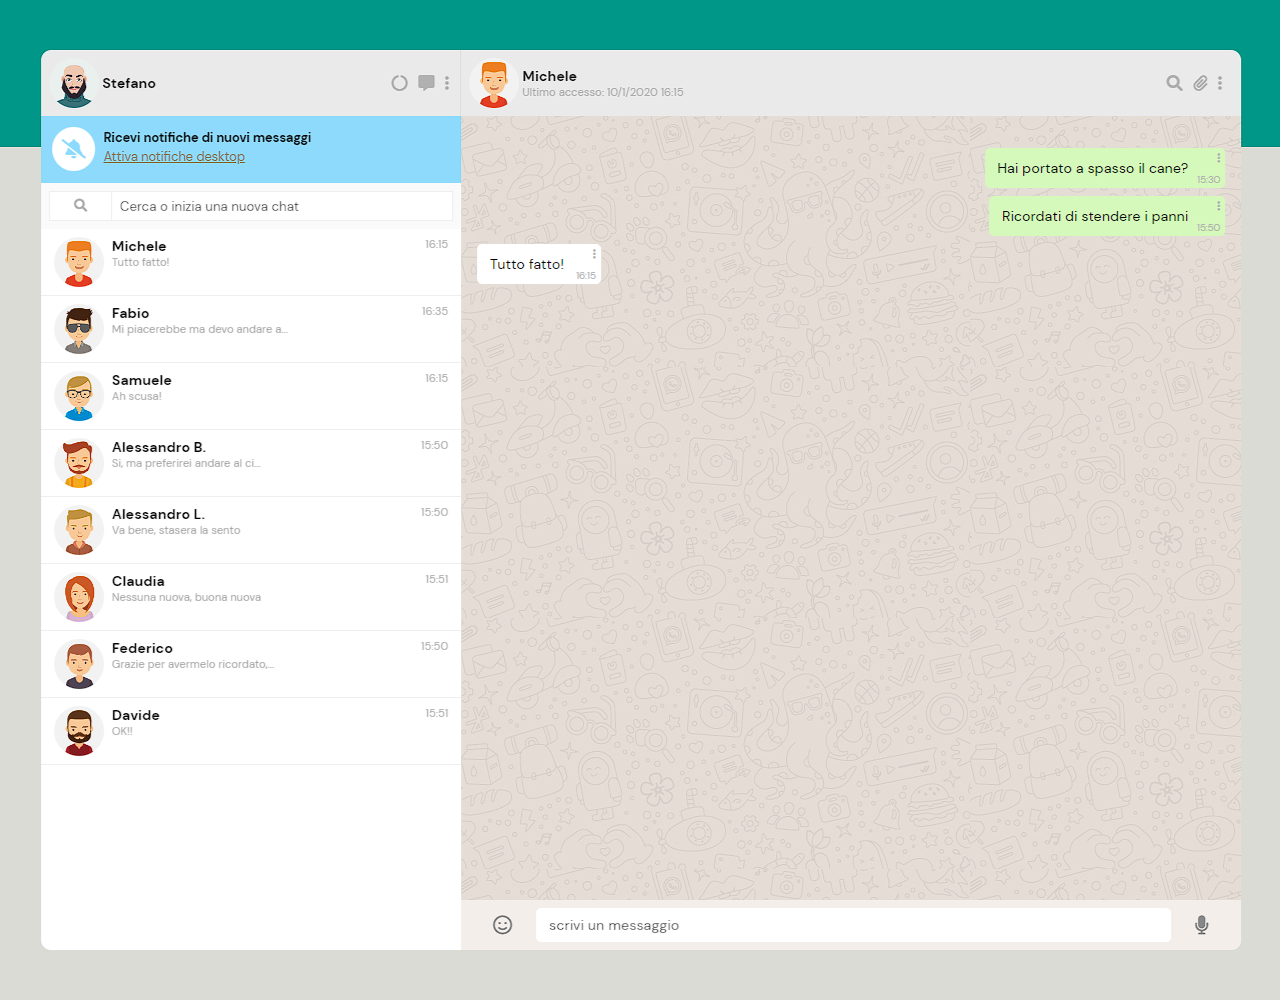 Stefano
Ricevi notifiche di nuovi messaggi
Attiva notifiche desktop
Cerca o inizia una nuova chat
Michele 16:15
Tutto fatto!
Fabio 16:35
Mi piacerebbe ma devo andare a...
Samuele 16:15
Ah scusa!
Alessandro B. 15:50
Si, ma preferirei andare al ci...
Alessandro L. 15:50
Va bene, stasera la sento
Claudia 15:51
Nessuna nuova, buona nuova
Federico 15:50
Grazie per avermelo ricordato,...
Davide 15:51
OK!!
Michele
Ultimo accesso: 10/1/2020 16:15
Hai portato a spasso il cane?
15:30
Ricordati di stendere i panni
15:50
Tutto fatto!
16:15
scrivi un messaggio